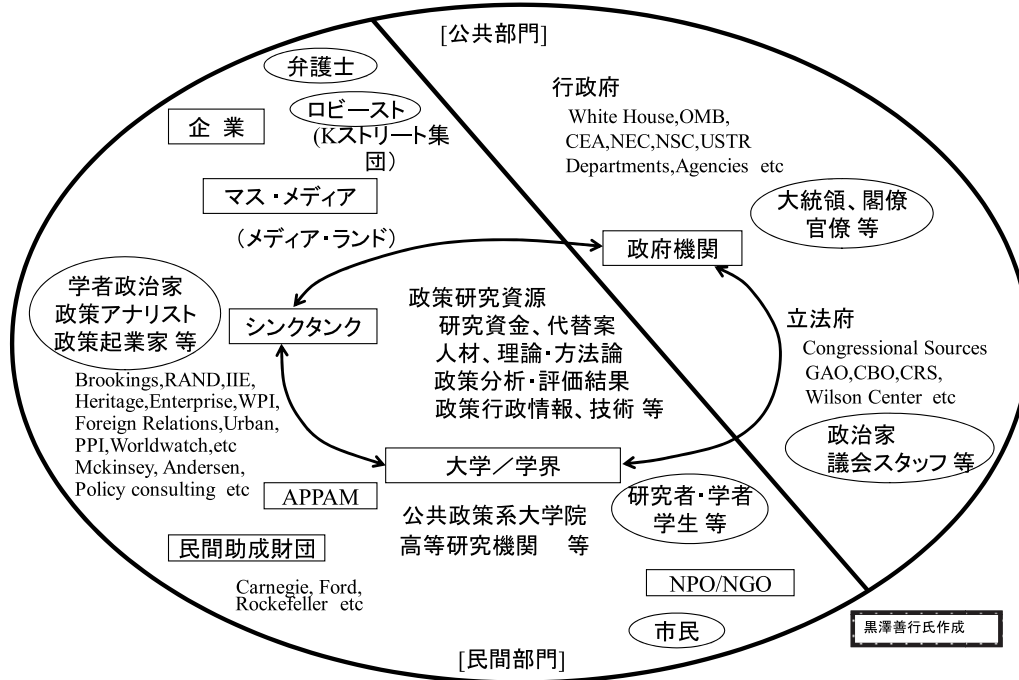 [公共部門]
弁護士
ロビースト
(Kストリート集
団)
企 業
マス・メディア
(メディア・ランド)
行政府
White House,OMB,
CEA,NEC,NSC,USTR
Departments,Agencies etc
大統領、閣僚
官僚 等
政府機関
学者政治家
政策アナリスト
政策起業家 等
シンクタンク
Brookings,RAND,IIE,
Heritage,Enterprise,WPI,
Foreign Relations,Urban,
PPI,Worldwatch,etc
Mckinsey, Andersen,
Policy consulting etc
政策研究資源
研究資金、代替案
人材、理論・方法論
政策分析・評価結果
政策行政情報、技術 等
立法府
Congressional Sources
GAO,CBO,CRS,
Wilson Center etc
政治家
議会スタッフ 等
大学/学界
公共政策系大学院
高等研究機関 等
研究者・学者
学生 等
APPAM
民間助成財団
Carnegie, Ford,
Rockefeller etc
NPO/NGO
市民
[民間部門]
黒澤善行氏作成